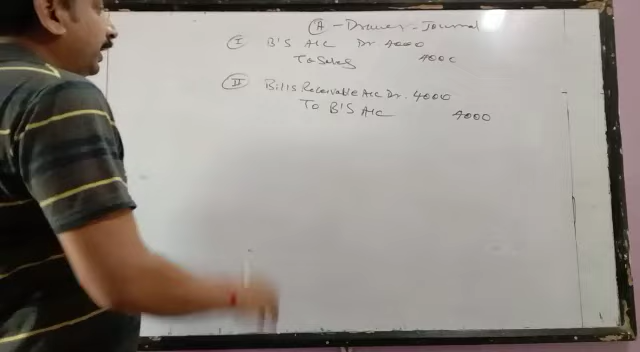 A - Drawer - Journal
I B'S A/C Dr 4000
To Sales 4000
II Bills Receivable A/C Dr. 4000
To B'S A/C 4000